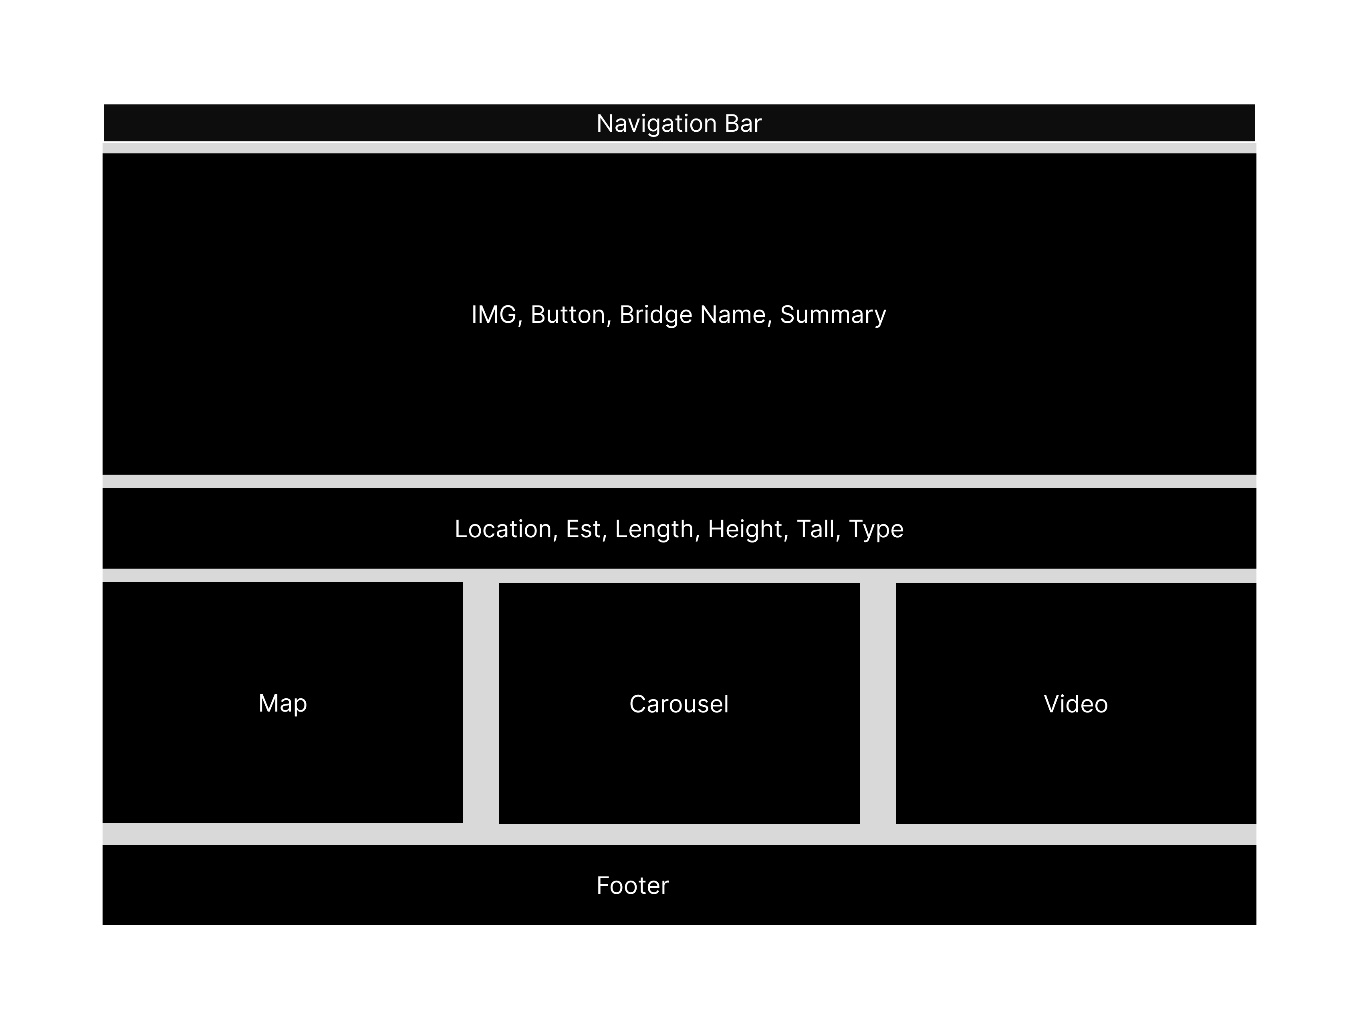 Navigation Bar
IMG, Button, Bridge Name, Summary
Location, Est, Length, Height, Tall, Type
Map
Carousel
Video
Footer